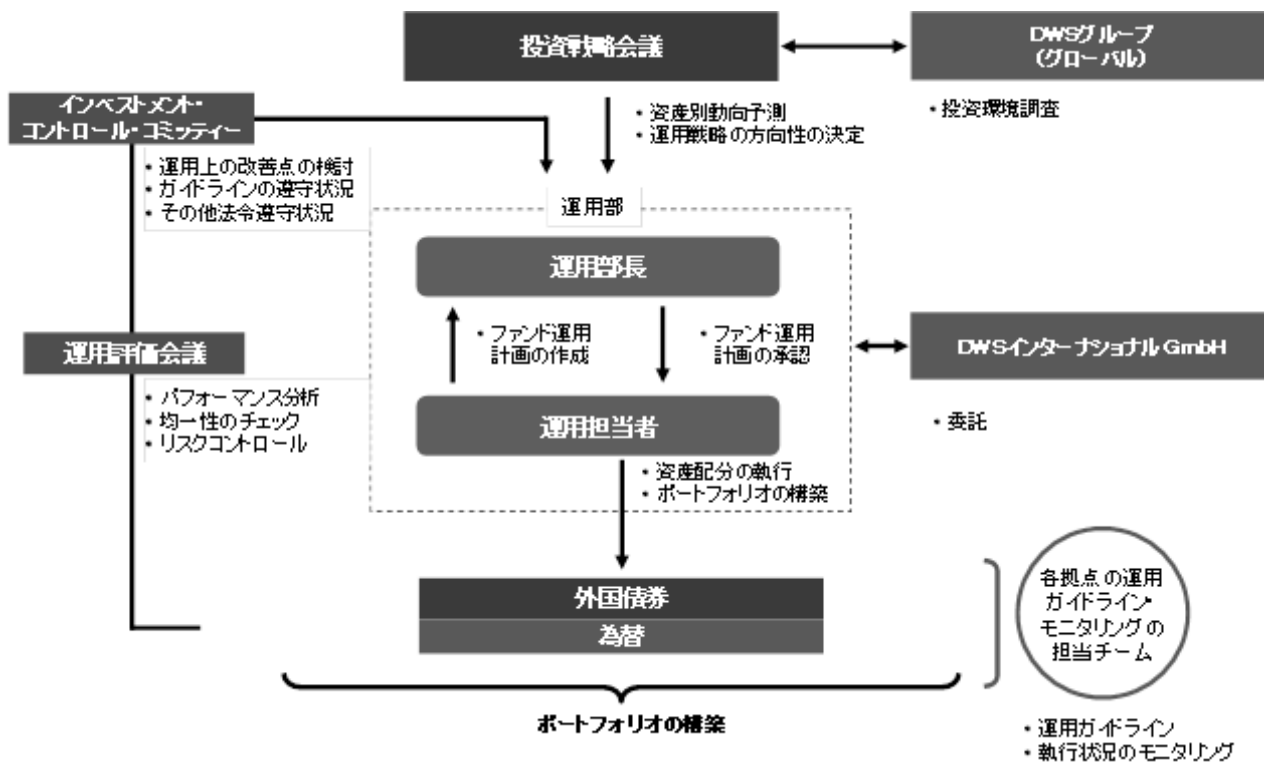 投資戦略会議
DWSグループ
(グローバル)
・投資環境調査
・資産別動向予測
・運用戦略の方向性の決定
インベストメント・
コントロール・コミッティー
・運用上の改善点の検討
・ガイドラインの遵守状況
・その他法令遵守状況
運用部
運用部長
・ファンド運用
計画の作成
・ファンド運用
計画の承認
運用担当者
・資産配分の執行
・ポートフォリオの構築
運用評価会議
・パフォーマンス分析
・均一性のチェック
・リスクコントロール
DWSインターナショナルGmbH
・委託
外国債券
為替
ポートフォリオの構築
各拠点の運用
ガイドライン・
モニタリングの
担当チーム
・運用ガイドライン
・執行状況のモニタリング